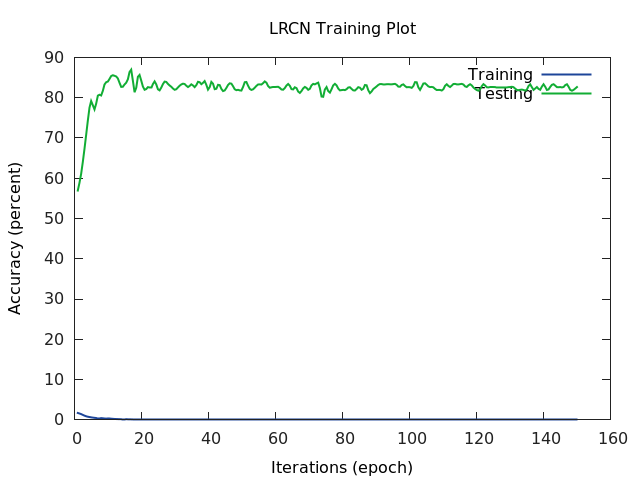 LRCN Training Plot
Training
Testing
90
80
70
60
50
40
30
20
10
0
Accuracy (percent)
0 20 40 60 80 100 120 140 160
Iterations (epoch)